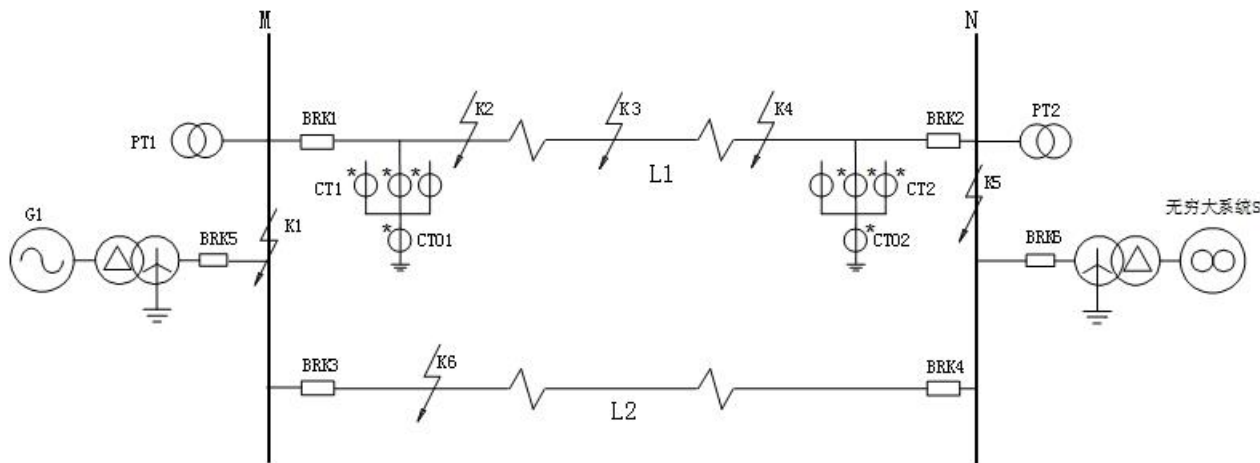 M
N
BRK1
K2
K3
K4
BRK2
PT1
PT2
L1
CT1
*
*
*
*
*
*
CT2
K5
G1
*
CT01
*
CT02
无穷大系统S
BRK5
K1
BRK6
BRK3
K6
BRK4
L2